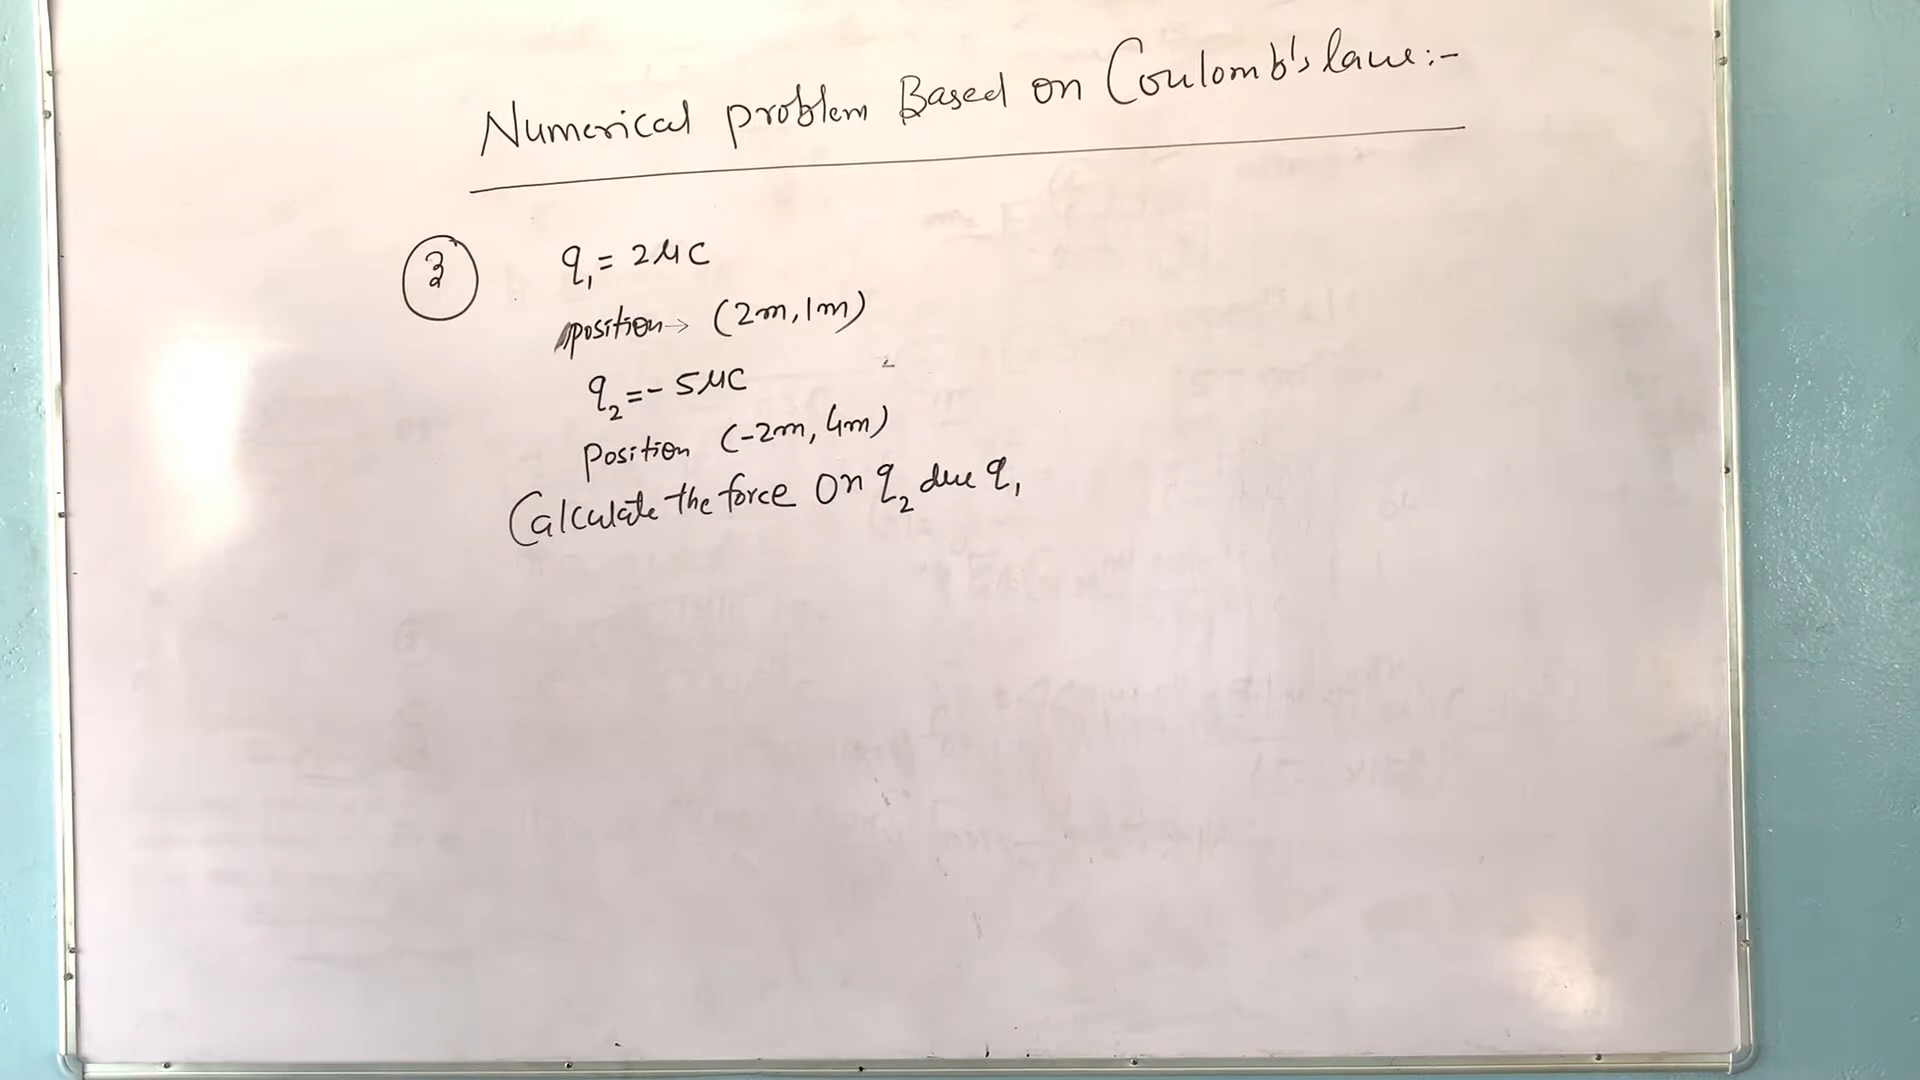 Numerical problem Based on Coulomb's law:-
3
q₁ = 2μC
position → (2m, 1m)
q₂ = - 5μC
position (-2m, 4m)
Calculate the force on q₂ due q₁